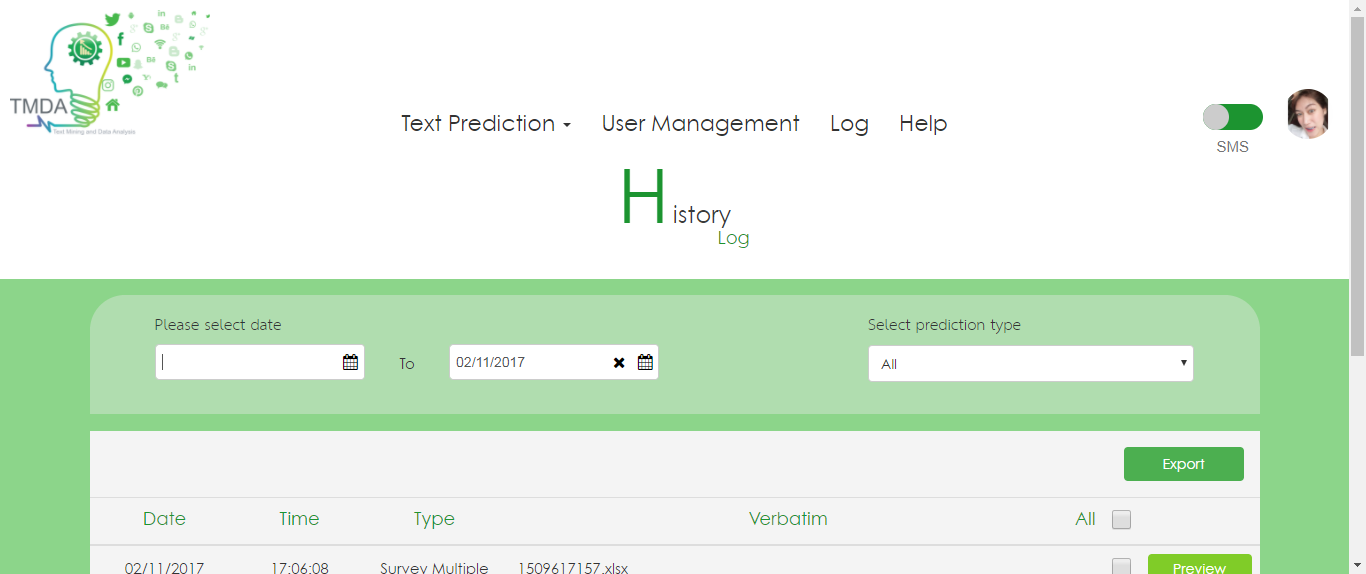 TMDA
Text Mining and Data Analysis
Text Prediction
User Management
Log
Help
SMS
History
Log
Please select date
Select prediction type
To
02/11/2017
All
Export
Date
Time
Type
Verbatim
All
02/11/2017
17:06:08
Survey Multiple
1509617157.xlsx
Preview